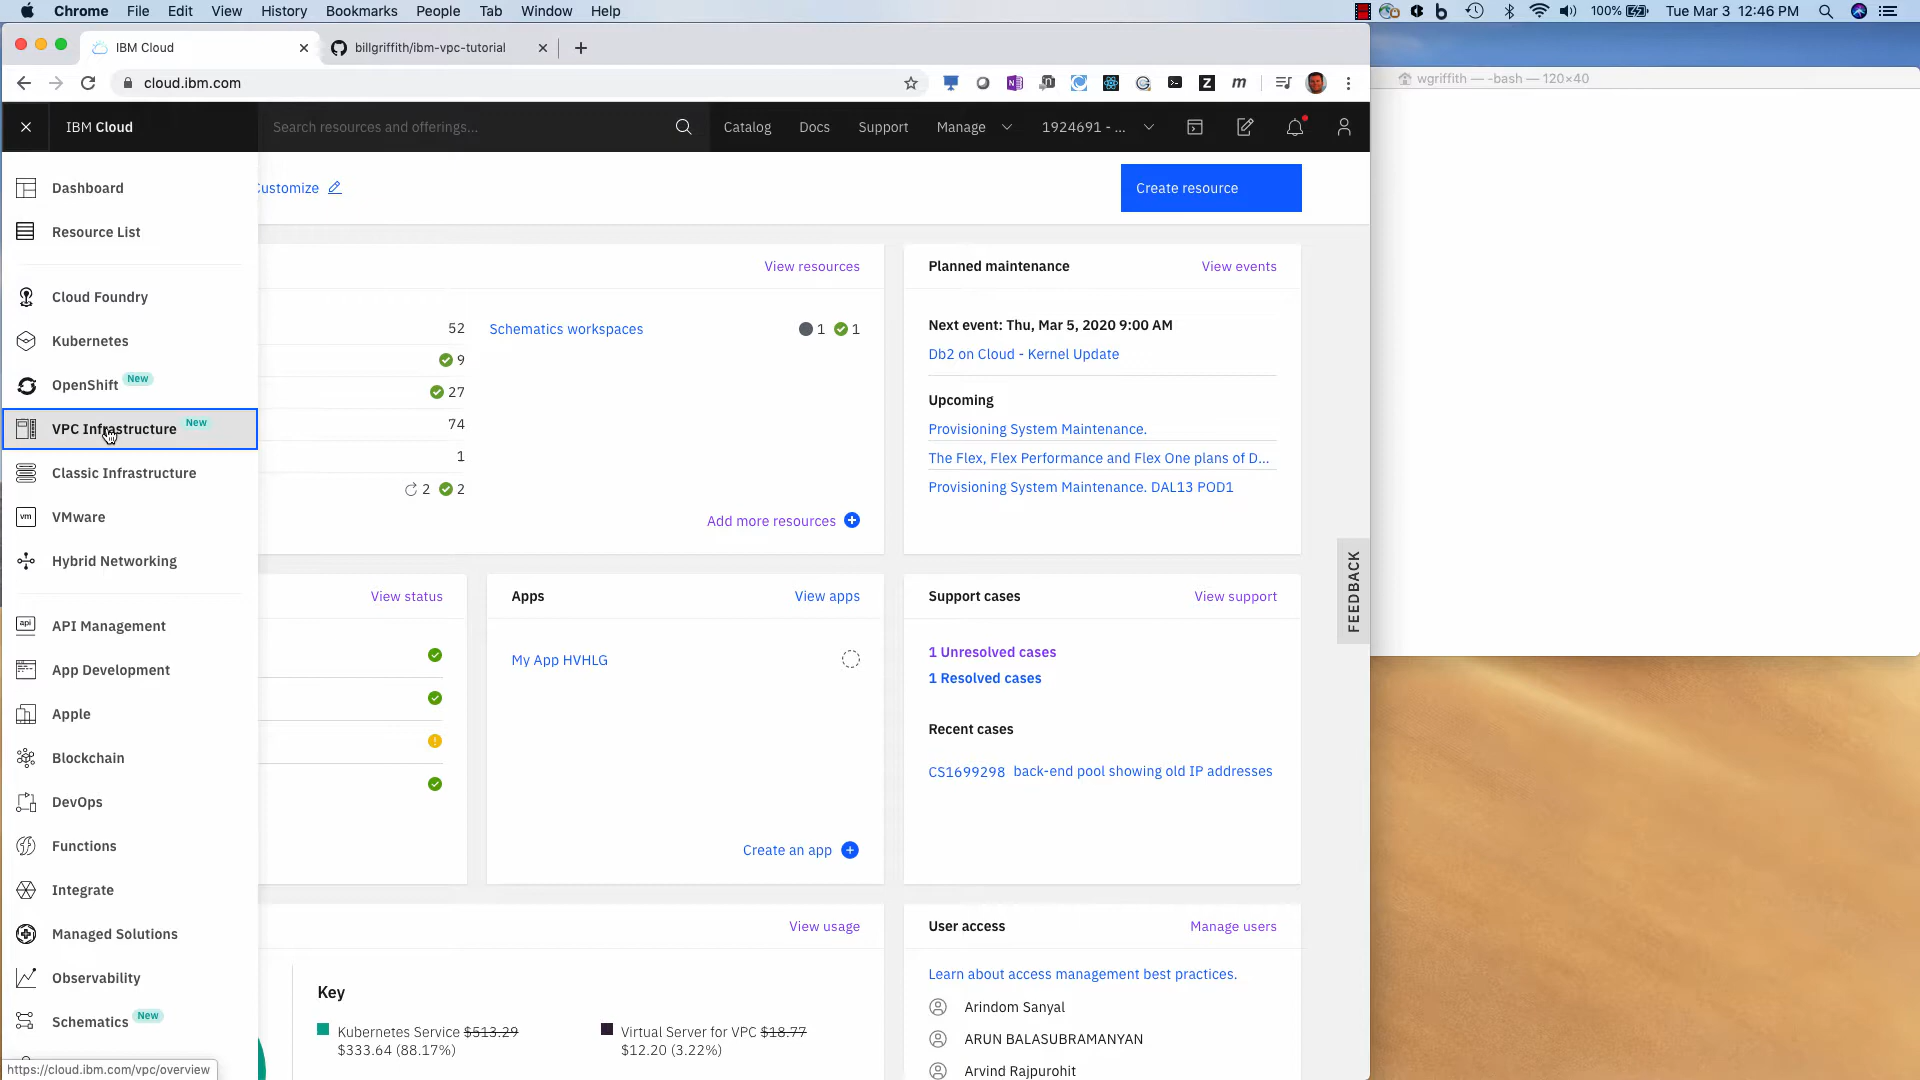 Chrome File Edit View History Bookmarks People Tab Window Help
100% Tue Mar 3 12:46 PM
IBM Cloud
billgriffith/ibm-vpc-tutorial
cloud.ibm.com
wgriffith — -bash — 120×40
IBM Cloud
Search resources and offerings...
Catalog Docs Support Manage 1924691 - ...
Dashboard
Resource List
Cloud Foundry
Kubernetes
OpenShift New
VPC Infrastructure New
Classic Infrastructure
VMware
Hybrid Networking
API Management
App Development
Apple
Blockchain
DevOps
Functions
Integrate
Managed Solutions
Observability
Schematics New
https://cloud.ibm.com/vpc/overview
Customize
Create resource
View resources
52
9
27
74
1
2 2
Schematics workspaces 1 1
Add more resources
Planned maintenance View events
Next event: Thu, Mar 5, 2020 9:00 AM
Db2 on Cloud - Kernel Update
Upcoming
Provisioning System Maintenance.
The Flex, Flex Performance and Flex One plans of D...
Provisioning System Maintenance. DAL13 POD1
FEEDBACK
View status
Apps View apps
My App HVHLG
Create an app
Support cases View support
1 Unresolved cases
1 Resolved cases
Recent cases
CS1699298 back-end pool showing old IP addresses
View usage
Key
Kubernetes Service $513.29
$333.64 (88.17%)
Virtual Server for VPC $18.77
$12.20 (3.22%)
User access Manage users
Learn about access management best practices.
Arindom Sanyal
ARUN BALASUBRAMANYAN
Arvind Rajpurohit